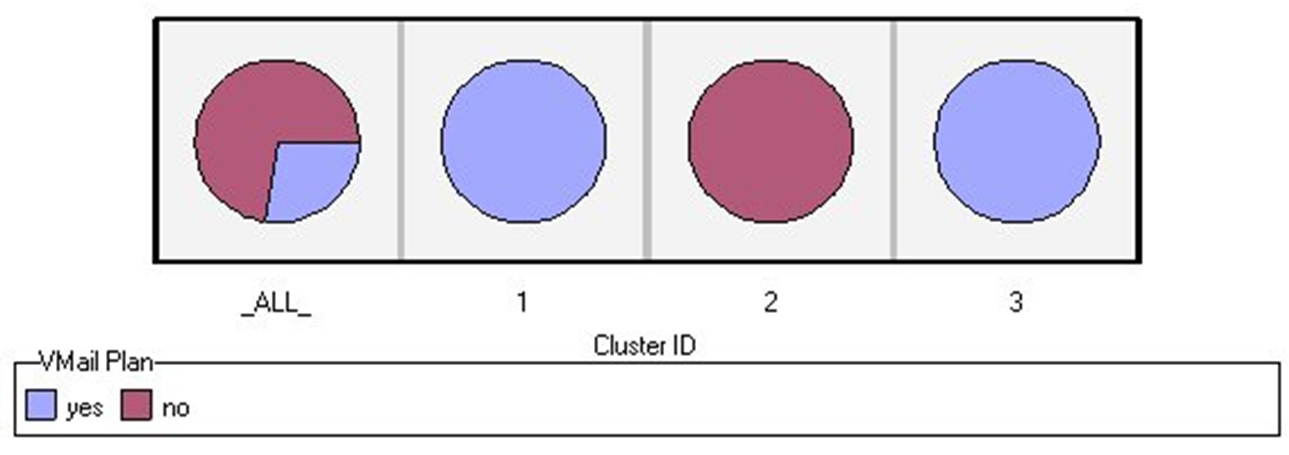 _ALL_ 1 2 3
Cluster ID
VMail Plan
yes no